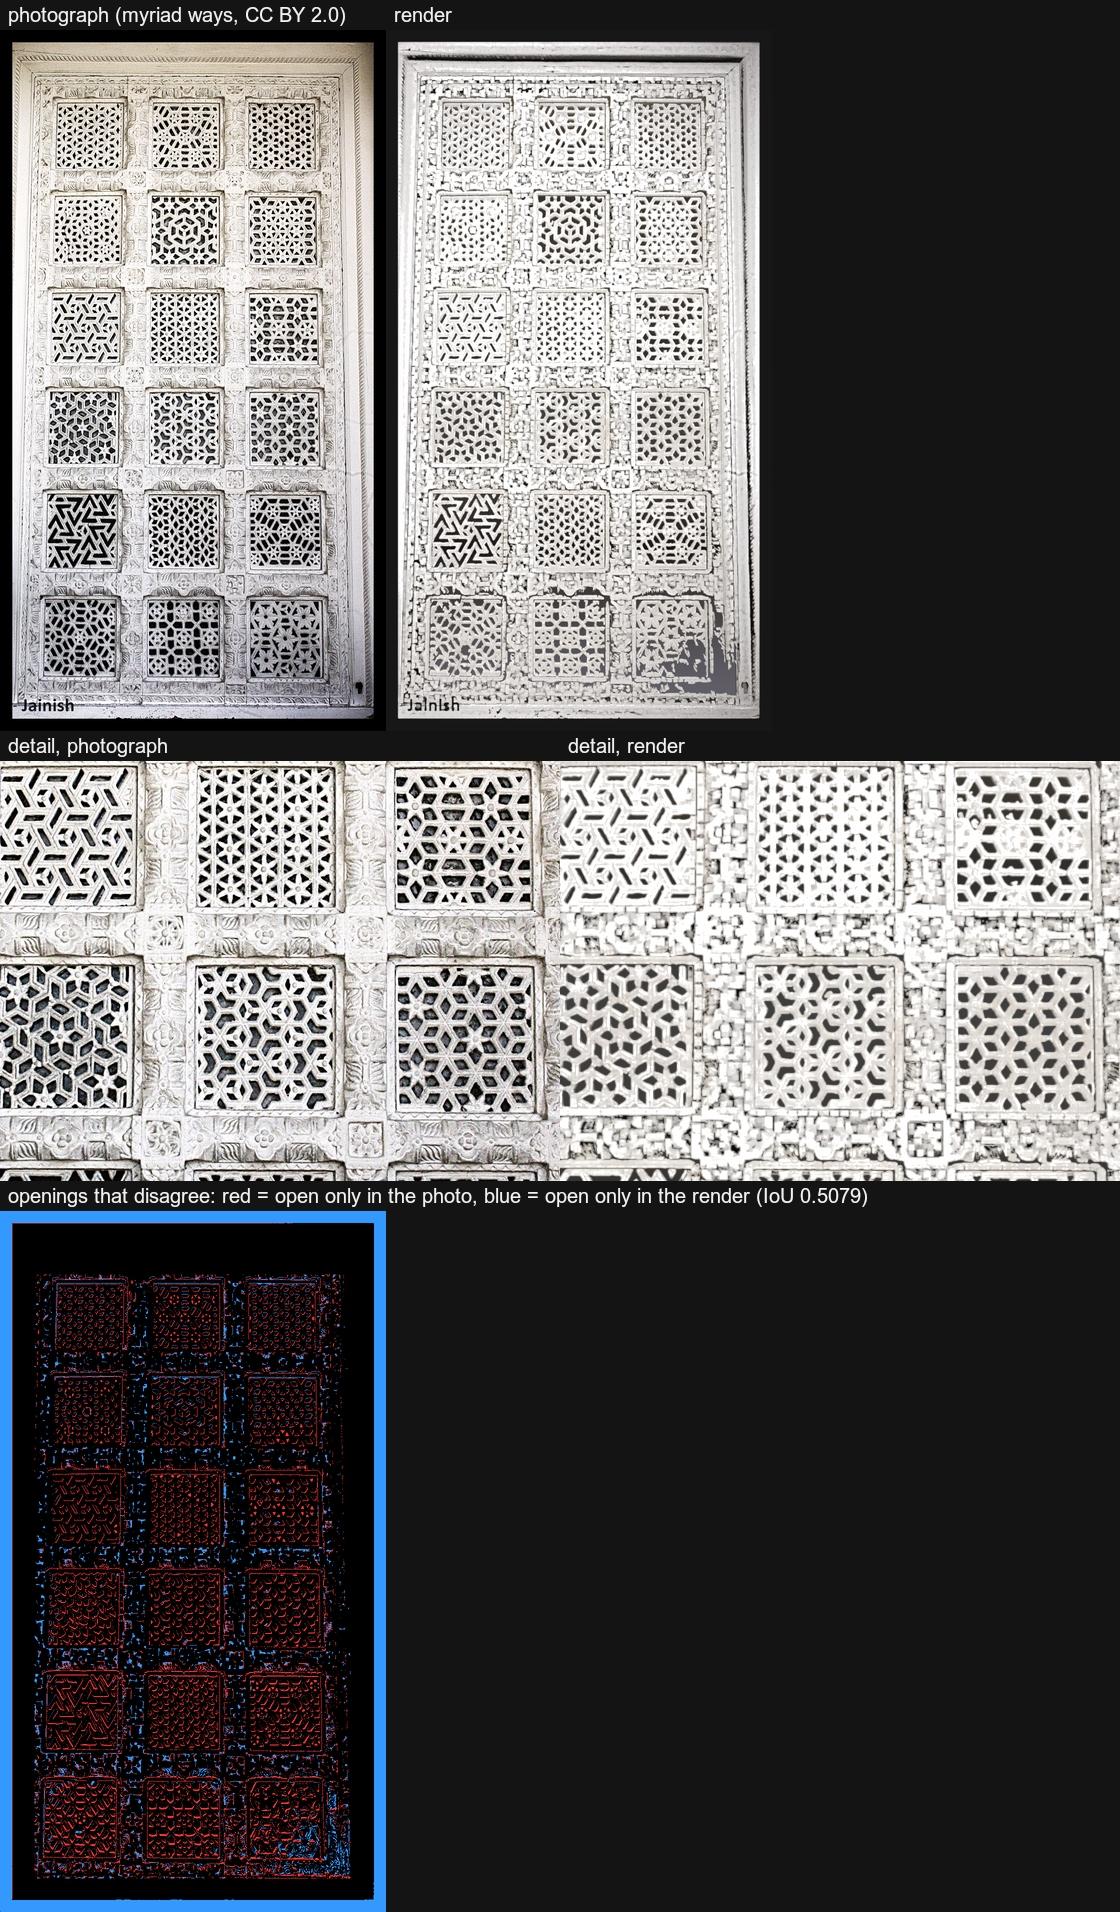 photograph (myriad ways, CC BY 2.0)
render
Jainish
Jainish
detail, photograph
detail, render
openings that disagree: red = open only in the photo, blue = open only in the render (IoU 0.5079)